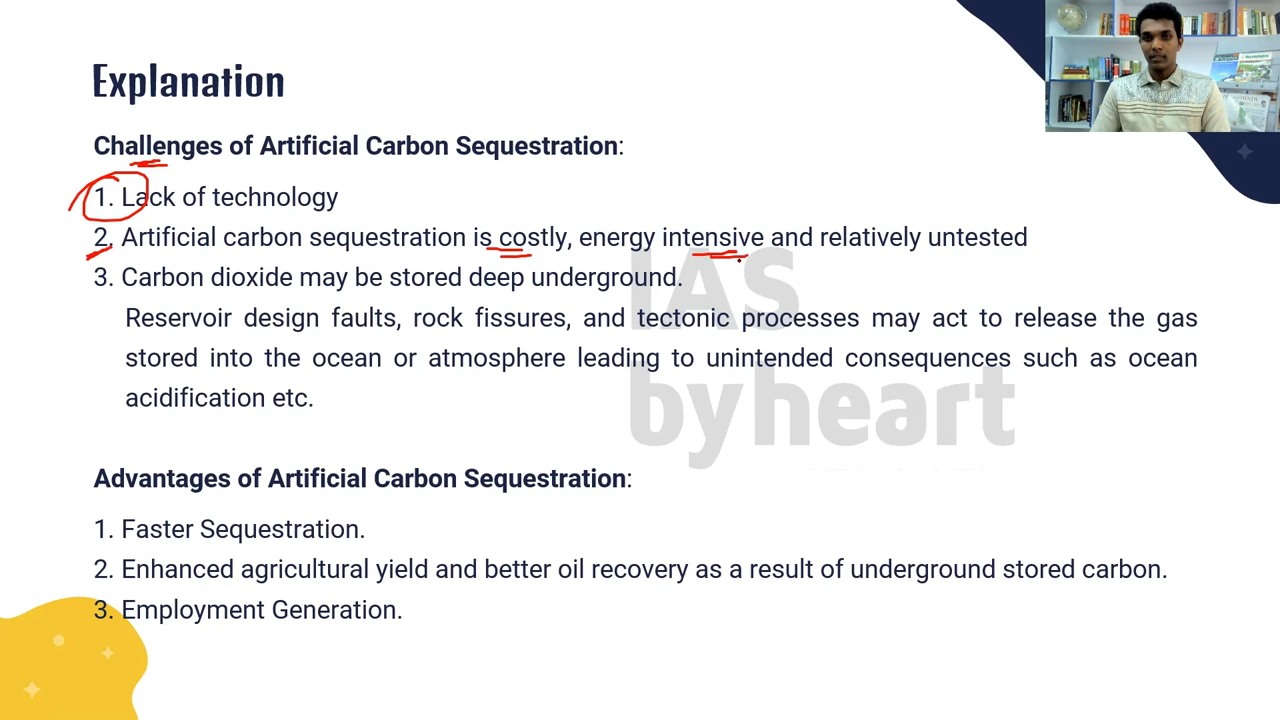 Explanation
Challenges of Artificial Carbon Sequestration:
1. Lack of technology
2. Artificial carbon sequestration is costly, energy intensive and relatively untested
3. Carbon dioxide may be stored deep underground.
Reservoir design faults, rock fissures, and tectonic processes may act to release the gas
stored into the ocean or atmosphere leading to unintended consequences such as ocean
acidification etc.
IAS
by heart
Advantages of Artificial Carbon Sequestration:
1. Faster Sequestration.
2. Enhanced agricultural yield and better oil recovery as a result of underground stored carbon.
3. Employment Generation.